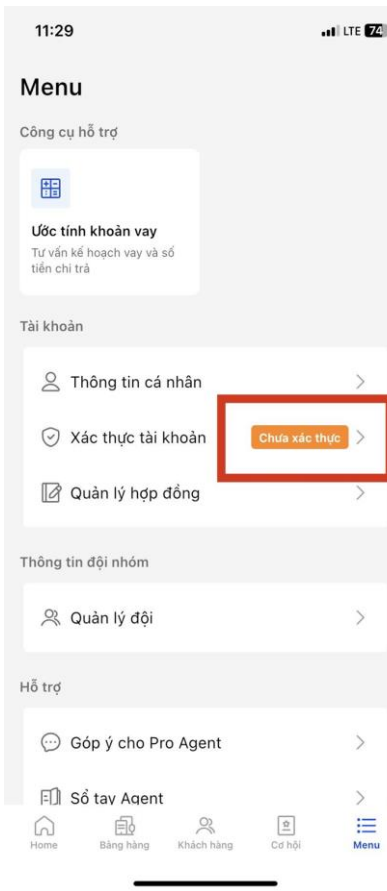 11:29
LTE 74
Menu
Công cụ hỗ trợ
Ước tính khoản vay
Tư vấn kế hoạch vay và số
tiền chi trả
Tài khoản
Thông tin cá nhân
Xác thực tài khoản
Chưa xác thực
Quản lý hợp đồng
Thông tin đội nhóm
Quản lý đội
Hỗ trợ
Góp ý cho Pro Agent
Sổ tay Agent
Home Bảng hàng Khách hàng Cơ hội Menu